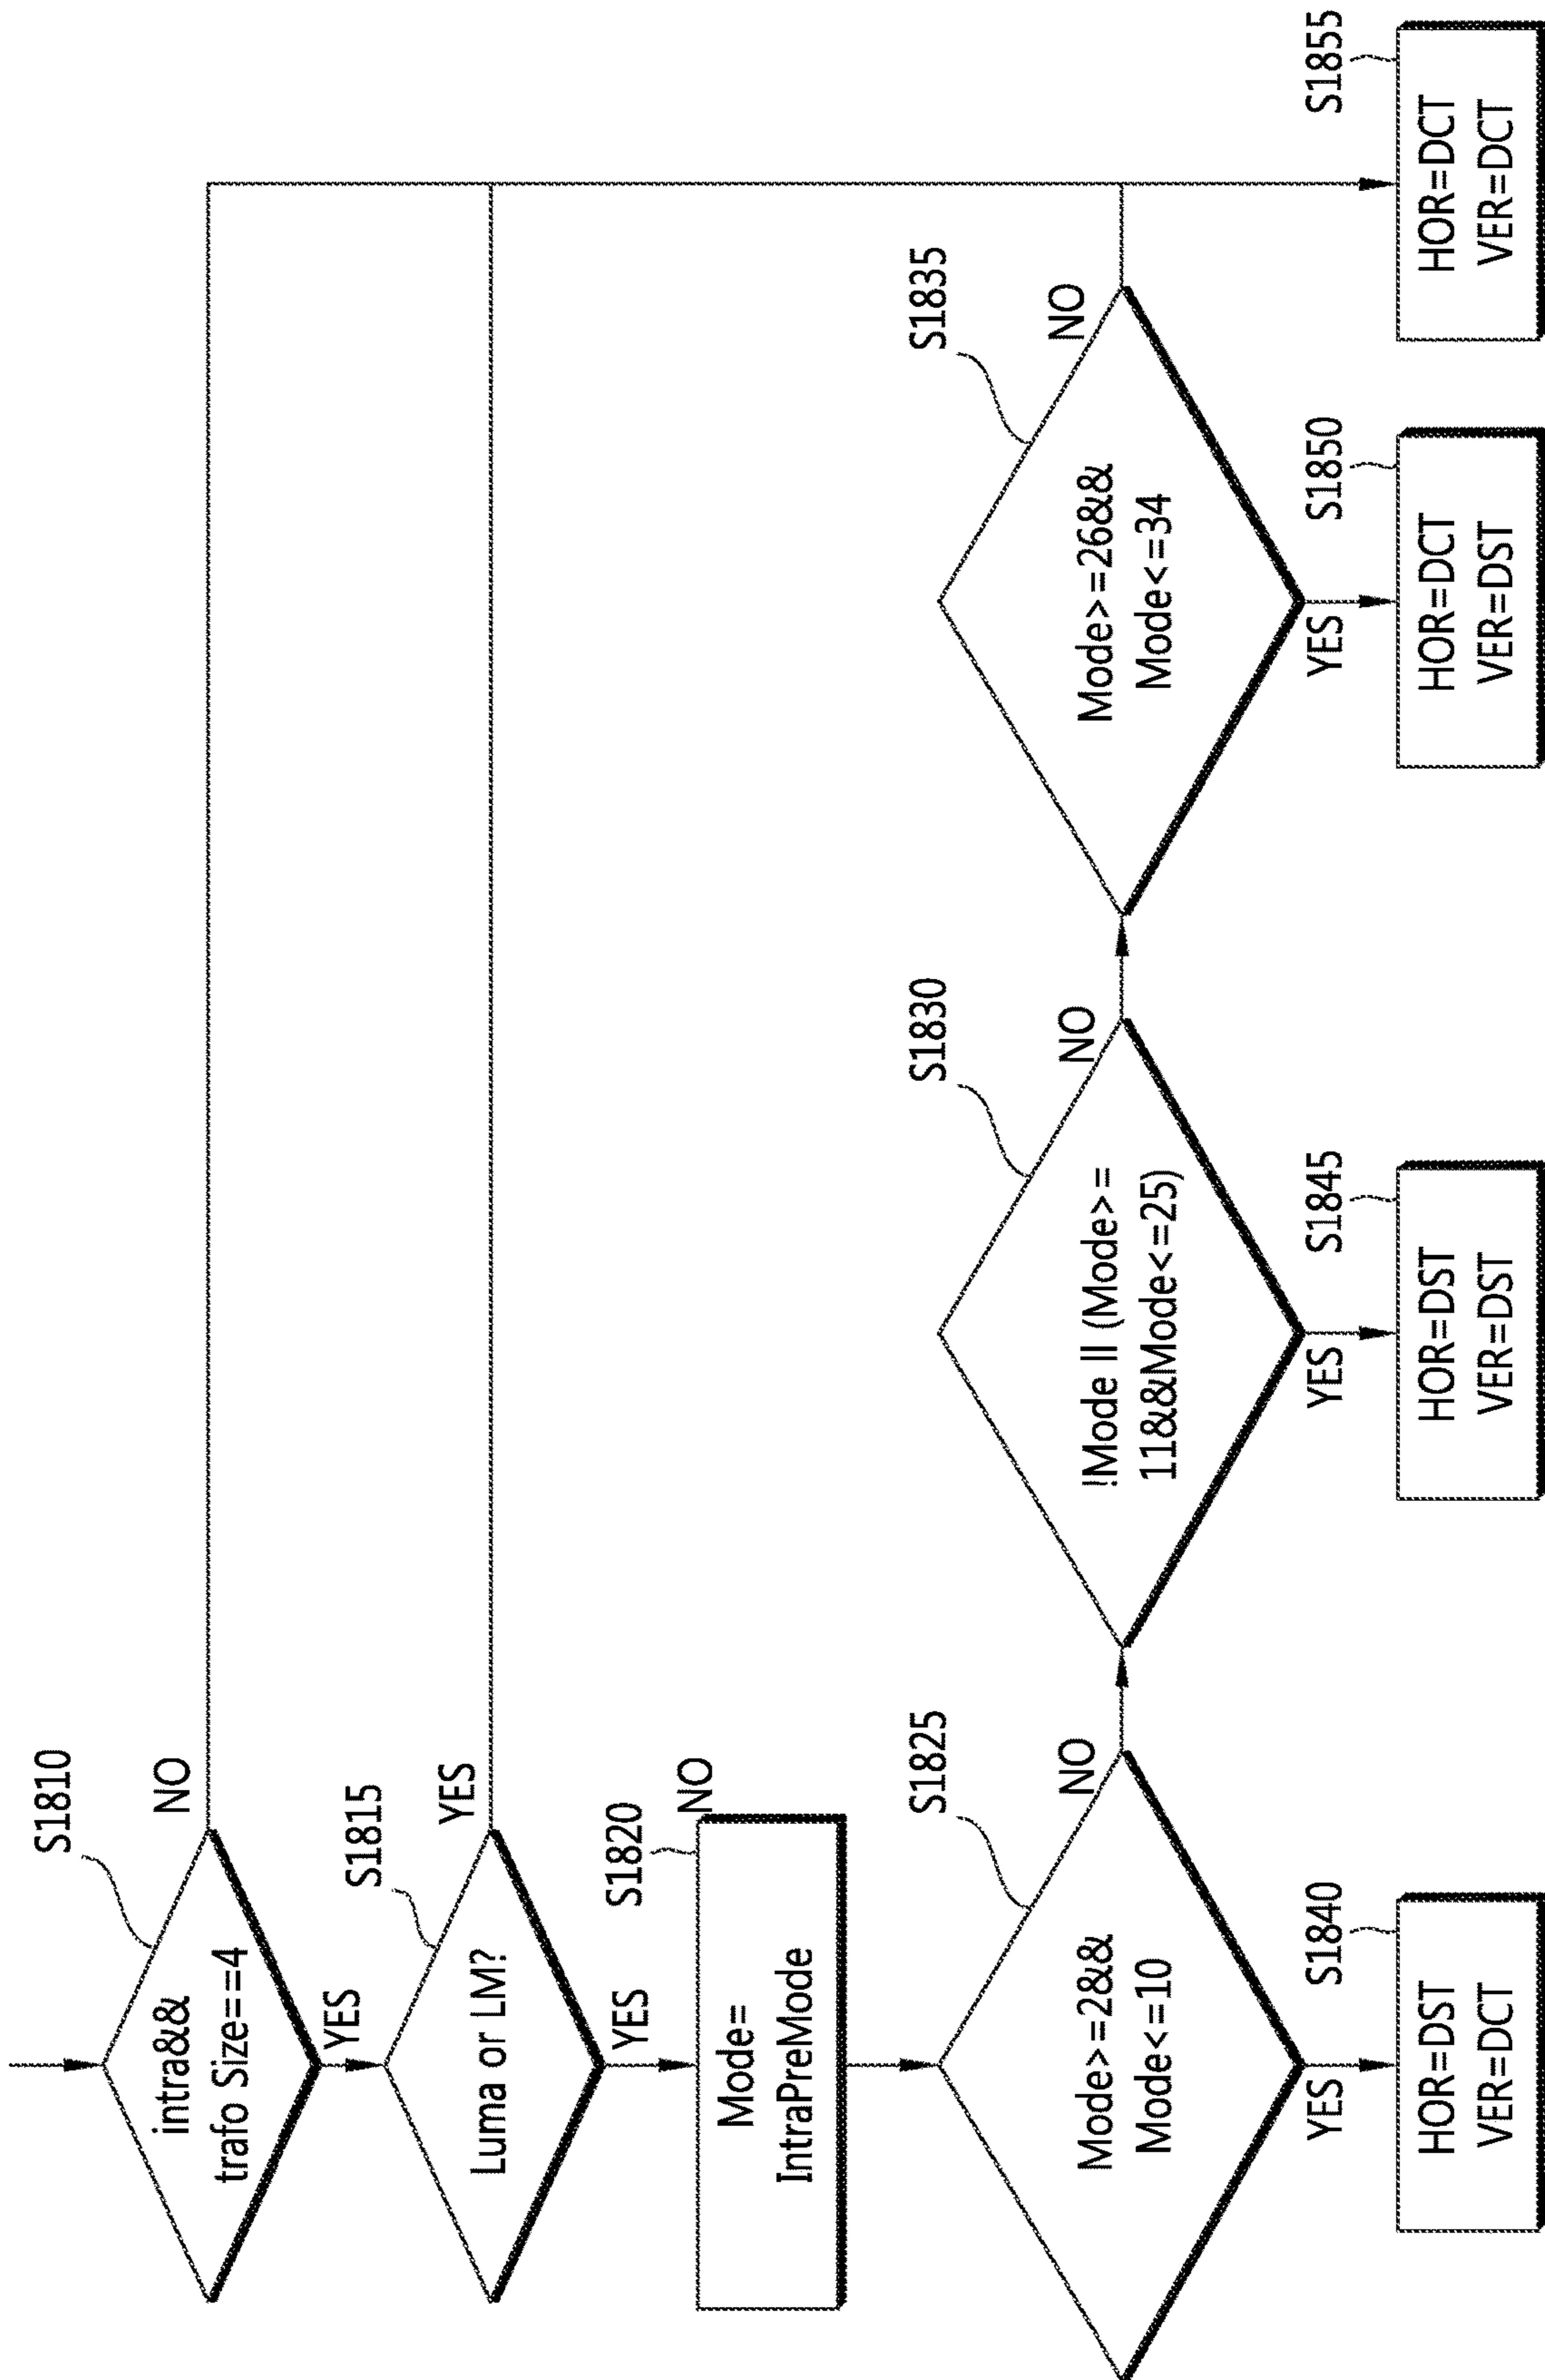 S1810
intra&&
trafo Size==4
NO
YES
S1815
Luma or LM?
YES
YES
S1820
NO
Mode=
IntraPreMode
S1825
Mode>=2&&
Mode<=10
NO
YES
S1830
!Mode II (Mode>=
11&&Mode<=25)
NO
YES
S1835
Mode>=26&&
Mode<=34
NO
YES
S1840
HOR=DST
VER=DCT
S1845
HOR=DST
VER=DST
S1850
HOR=DCT
VER=DST
S1855
HOR=DCT
VER=DCT